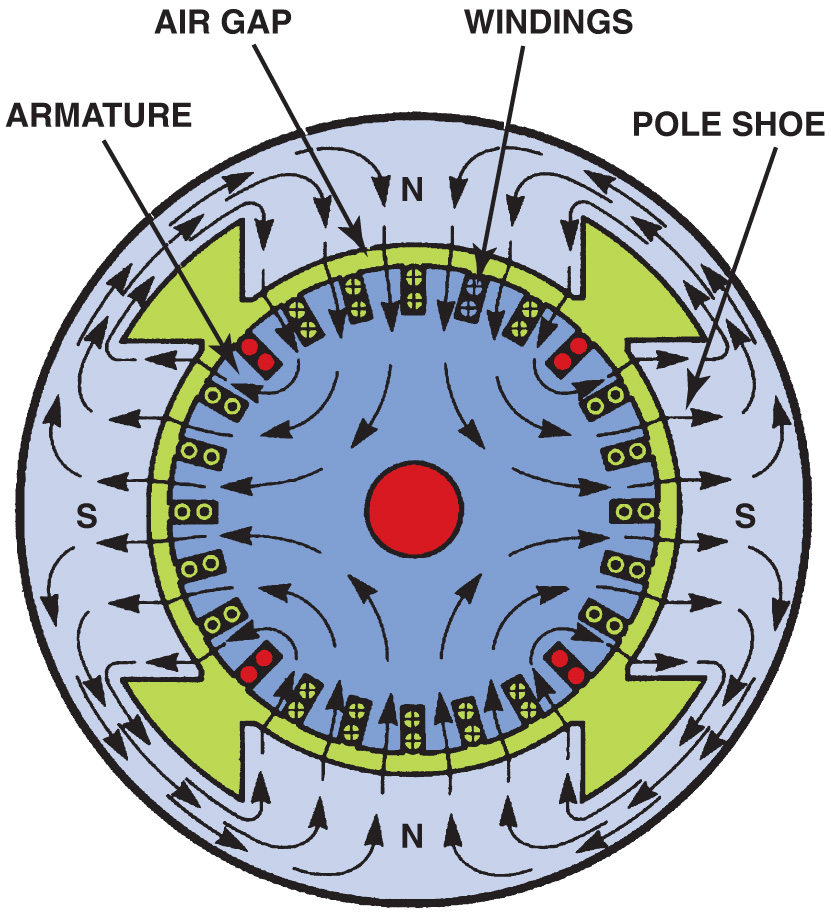 AIR GAP
WINDINGS
ARMATURE
POLE SHOE
N
S
S
N